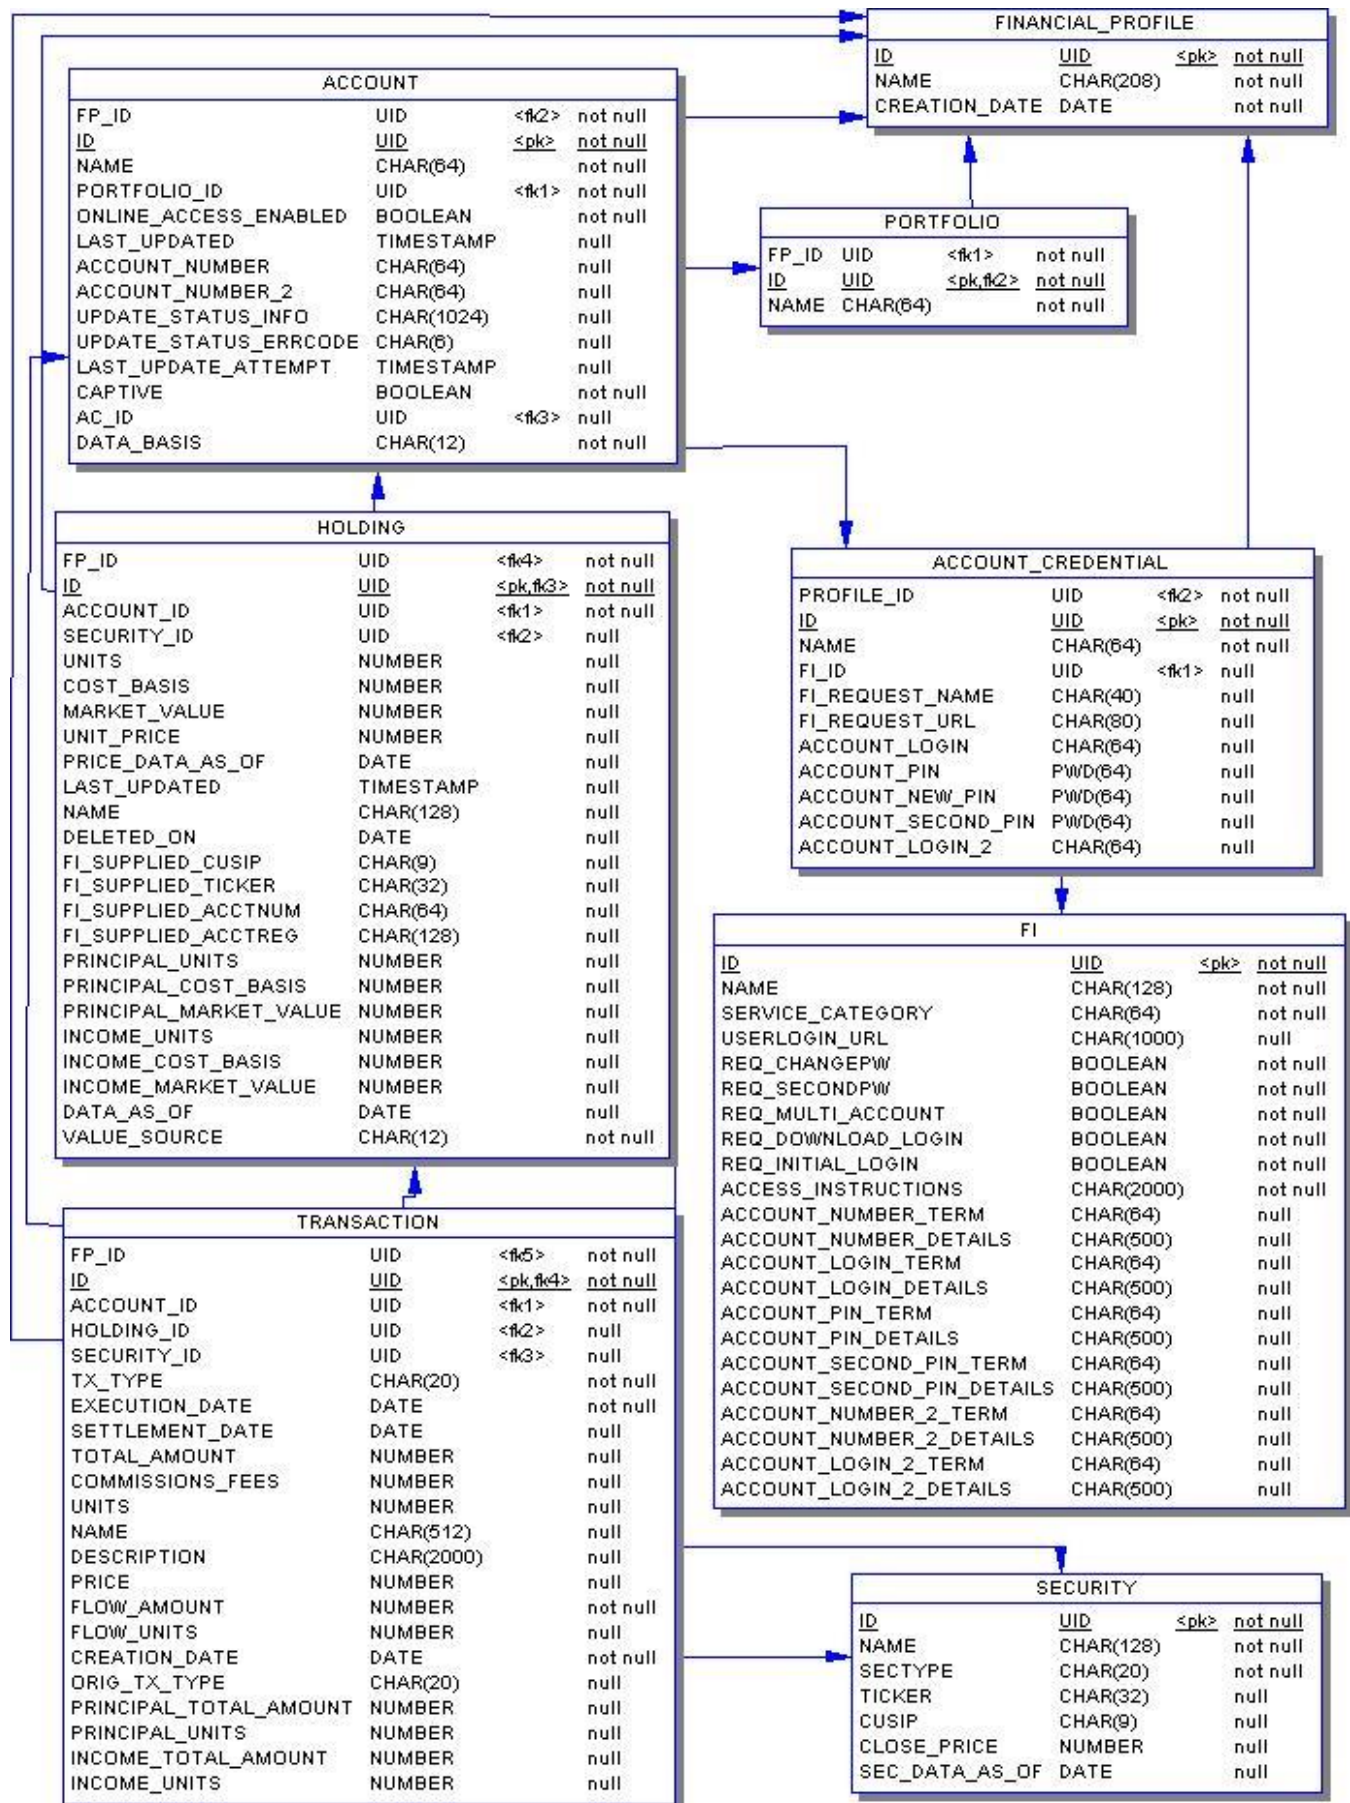 FINANCIAL_PROFILE
ID UID <pk> not null
NAME CHAR(208) not null
CREATION_DATE DATE not null
ACCOUNT
FP_ID UID <fk2> not null
ID UID <pk> not null
NAME CHAR(64) not null
PORTFOLIO_ID UID <fk1> not null
ONLINE_ACCESS_ENABLED BOOLEAN not null
LAST_UPDATED TIMESTAMP null
ACCOUNT_NUMBER CHAR(64) null
ACCOUNT_NUMBER_2 CHAR(64) null
UPDATE_STATUS_INFO CHAR(1024) null
UPDATE_STATUS_ERRCODE CHAR(6) null
LAST_UPDATE_ATTEMPT TIMESTAMP null
CAPTIVE BOOLEAN not null
AC_ID UID <fk3> null
DATA_BASIS CHAR(12) not null
PORTFOLIO
FP_ID UID <fk1> not null
ID UID <pk,fk2> not null
NAME CHAR(64) not null
HOLDING
FP_ID UID <fk4> not null
ID UID <pk,fk3> not null
ACCOUNT_ID UID <fk1> not null
SECURITY_ID UID <fk2> null
UNITS NUMBER null
COST_BASIS NUMBER null
MARKET_VALUE NUMBER null
UNIT_PRICE NUMBER null
PRICE_DATA_AS_OF DATE null
LAST_UPDATED TIMESTAMP null
NAME CHAR(128) null
DELETED_ON DATE null
FI_SUPPLIED_CUSIP CHAR(9) null
FI_SUPPLIED_TICKER CHAR(32) null
FI_SUPPLIED_ACCTNUM CHAR(64) null
FI_SUPPLIED_ACCTREG CHAR(128) null
PRINCIPAL_UNITS NUMBER null
PRINCIPAL_COST_BASIS NUMBER null
PRINCIPAL_MARKET_VALUE NUMBER null
INCOME_UNITS NUMBER null
INCOME_COST_BASIS NUMBER null
INCOME_MARKET_VALUE NUMBER null
DATA_AS_OF DATE null
VALUE_SOURCE CHAR(12) not null
ACCOUNT_CREDENTIAL
PROFILE_ID UID <fk2> not null
ID UID <pk> not null
NAME CHAR(64) not null
FI_ID UID <fk1> null
FI_REQUEST_NAME CHAR(40) null
FI_REQUEST_URL CHAR(80) null
ACCOUNT_LOGIN CHAR(64) null
ACCOUNT_PIN PWD(64) null
ACCOUNT_NEW_PIN PWD(64) null
ACCOUNT_SECOND_PIN PWD(64) null
ACCOUNT_LOGIN_2 CHAR(64) null
FI
ID UID <pk> not null
NAME CHAR(128) not null
SERVICE_CATEGORY CHAR(64) not null
USERLOGIN_URL CHAR(1000) null
REQ_CHANGEPW BOOLEAN not null
REQ_SECONDPW BOOLEAN not null
REQ_MULTI_ACCOUNT BOOLEAN not null
REQ_DOWNLOAD_LOGIN BOOLEAN not null
REQ_INITIAL_LOGIN BOOLEAN not null
ACCESS_INSTRUCTIONS CHAR(2000) not null
ACCOUNT_NUMBER_TERM CHAR(64) null
ACCOUNT_NUMBER_DETAILS CHAR(500) null
ACCOUNT_LOGIN_TERM CHAR(64) null
ACCOUNT_LOGIN_DETAILS CHAR(500) null
ACCOUNT_PIN_TERM CHAR(64) null
ACCOUNT_PIN_DETAILS CHAR(500) null
ACCOUNT_SECOND_PIN_TERM CHAR(64) null
ACCOUNT_SECOND_PIN_DETAILS CHAR(500) null
ACCOUNT_NUMBER_2_TERM CHAR(64) null
ACCOUNT_NUMBER_2_DETAILS CHAR(500) null
ACCOUNT_LOGIN_2_TERM CHAR(64) null
ACCOUNT_LOGIN_2_DETAILS CHAR(500) null
TRANSACTION
FP_ID UID <fk5> not null
ID UID <pk,fk4> not null
ACCOUNT_ID UID <fk1> not null
HOLDING_ID UID <fk2> null
SECURITY_ID UID <fk3> null
TX_TYPE CHAR(20) not null
EXECUTION_DATE DATE not null
SETTLEMENT_DATE DATE null
TOTAL_AMOUNT NUMBER null
COMMISSIONS_FEES NUMBER null
UNITS NUMBER null
NAME CHAR(512) null
DESCRIPTION CHAR(2000) null
PRICE NUMBER null
FLOW_AMOUNT NUMBER not null
FLOW_UNITS NUMBER null
CREATION_DATE DATE not null
ORIG_TX_TYPE CHAR(20) null
PRINCIPAL_TOTAL_AMOUNT NUMBER null
PRINCIPAL_UNITS NUMBER null
INCOME_TOTAL_AMOUNT NUMBER null
INCOME_UNITS NUMBER null
SECURITY
ID UID <pk> not null
NAME CHAR(128) not null
SECTYPE CHAR(20) not null
TICKER CHAR(32) null
CUSIP CHAR(9) null
CLOSE_PRICE NUMBER null
SEC_DATA_AS_OF DATE null